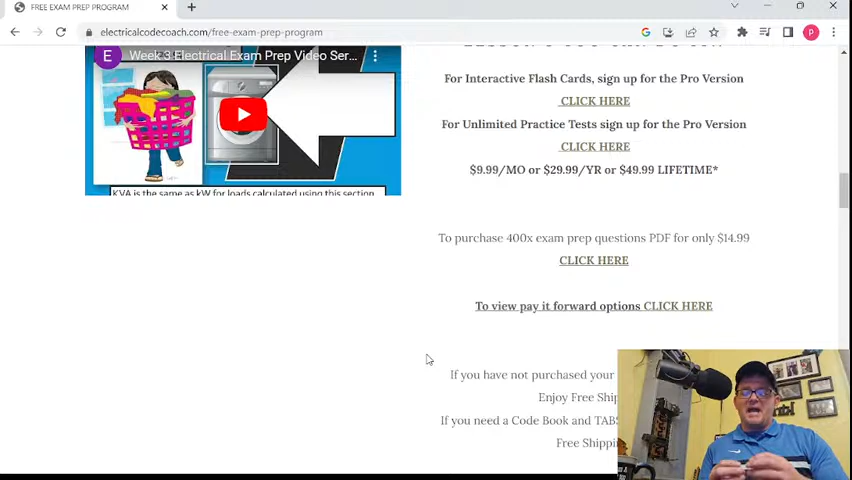 FREE EXAM PREP PROGRAM
electricalcodecoach.com/free-exam-prep-program
P
E
Week 3 Electrical Exam Prep Video Ser...
KVA is the same as kW for loads calculated using this section
For Interactive Flash Cards, sign up for the Pro Version
CLICK HERE
For Unlimited Practice Tests sign up for the Pro Version
CLICK HERE
$9.99/MO or $29.99/YR or $49.99 LIFETIME*
To purchase 400x exam prep questions PDF for only $14.99
CLICK HERE
To view pay it forward options CLICK HERE
If you have not purchased your
Enjoy Free Ship
If you need a Code Book and TABS
Free Shippin